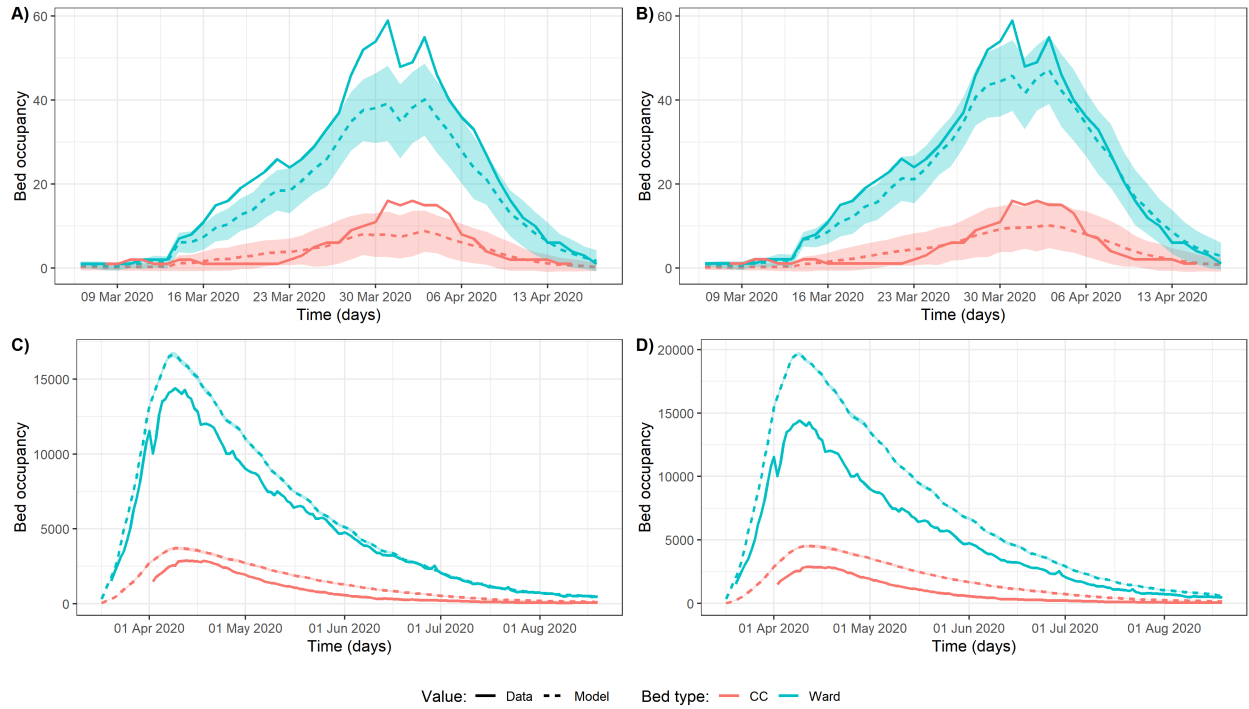 A)
60
40
20
0
Bed occupancy
09 Mar 2020 16 Mar 2020 23 Mar 2020 30 Mar 2020 06 Apr 2020 13 Apr 2020
Time (days)
B)
60
40
20
0
Bed occupancy
09 Mar 2020 16 Mar 2020 23 Mar 2020 30 Mar 2020 06 Apr 2020 13 Apr 2020
Time (days)
C)
15000
10000
5000
0
Bed occupancy
01 Apr 2020 01 May 2020 01 Jun 2020 01 Jul 2020 01 Aug 2020
Time (days)
D)
20000
15000
10000
5000
0
Bed occupancy
01 Apr 2020 01 May 2020 01 Jun 2020 01 Jul 2020 01 Aug 2020
Time (days)
Value: Data Model Bed type: CC Ward